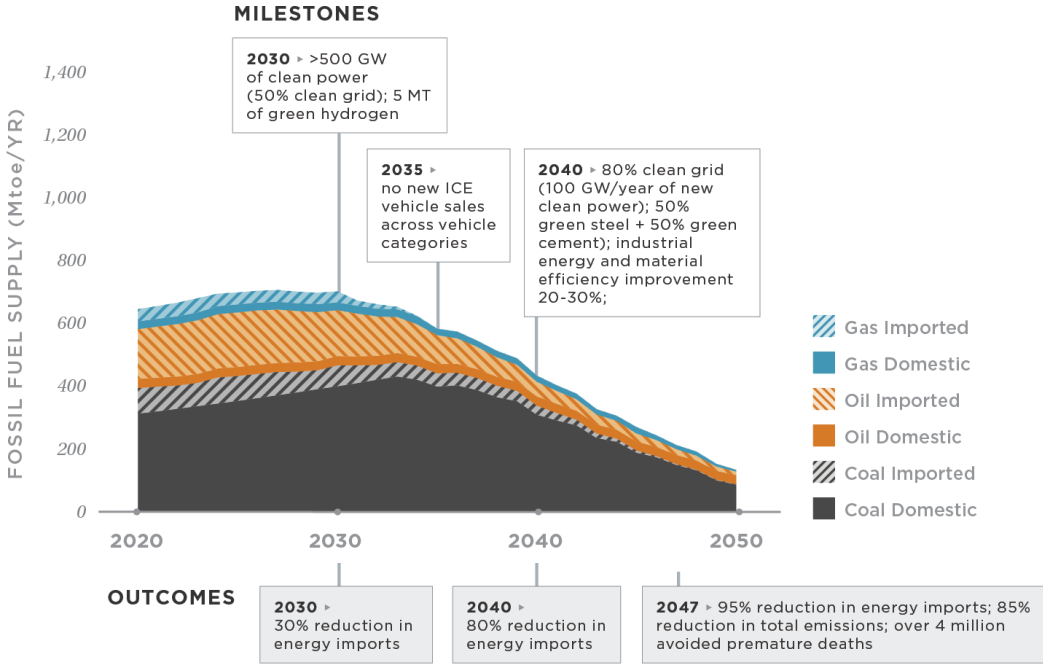 MILESTONES
2030 ▸ >500 GW
of clean power
(50% clean grid); 5 MT
of green hydrogen
2035 ▸
no new ICE
vehicle sales
across vehicle
categories
2040 ▸ 80% clean grid
(100 GW/year of new
clean power); 50%
green steel + 50% green
cement); industrial
energy and material
efficiency improvement
20-30%;
FOSSIL FUEL SUPPLY (Mtoe/YR)
1,400
1,200
1,000
800
600
400
200
0
2020
2030
2040
2050
Gas Imported
Gas Domestic
Oil Imported
Oil Domestic
Coal Imported
Coal Domestic
OUTCOMES
2030 ▸
30% reduction in
energy imports
2040 ▸
80% reduction in
energy imports
2047 ▸ 95% reduction in energy imports; 85%
reduction in total emissions; over 4 million
avoided premature deaths